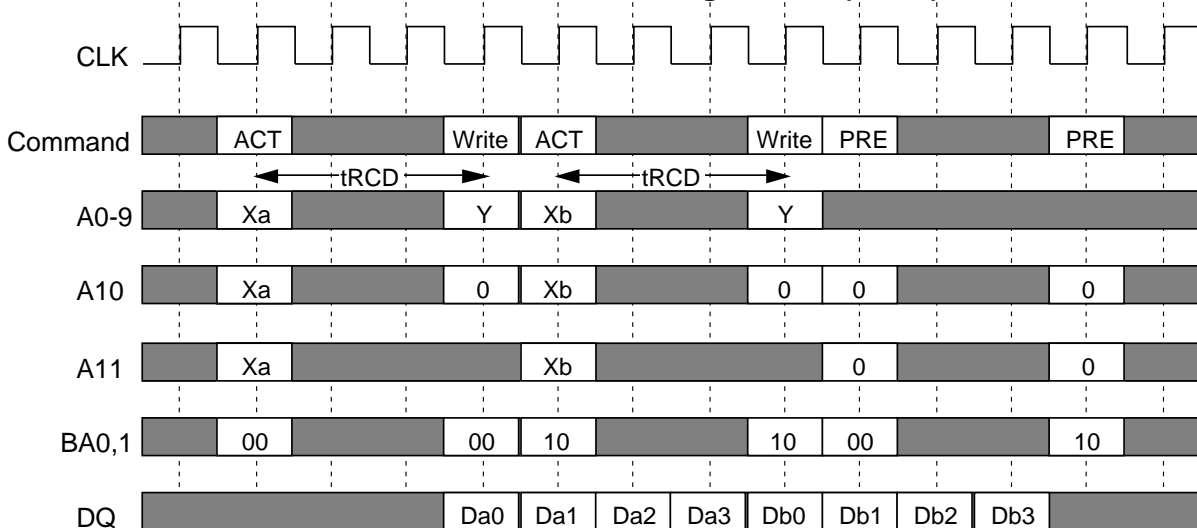 CLK
Command ACT Write ACT Write PRE PRE
tRCD tRCD
A0-9 Xa Y Xb Y
A10 Xa 0 Xb 0 0 0
A11 Xa Xb 0 0
BA0,1 00 00 10 10 00 10
DQ Da0 Da1 Da2 Da3 Db0 Db1 Db2 Db3